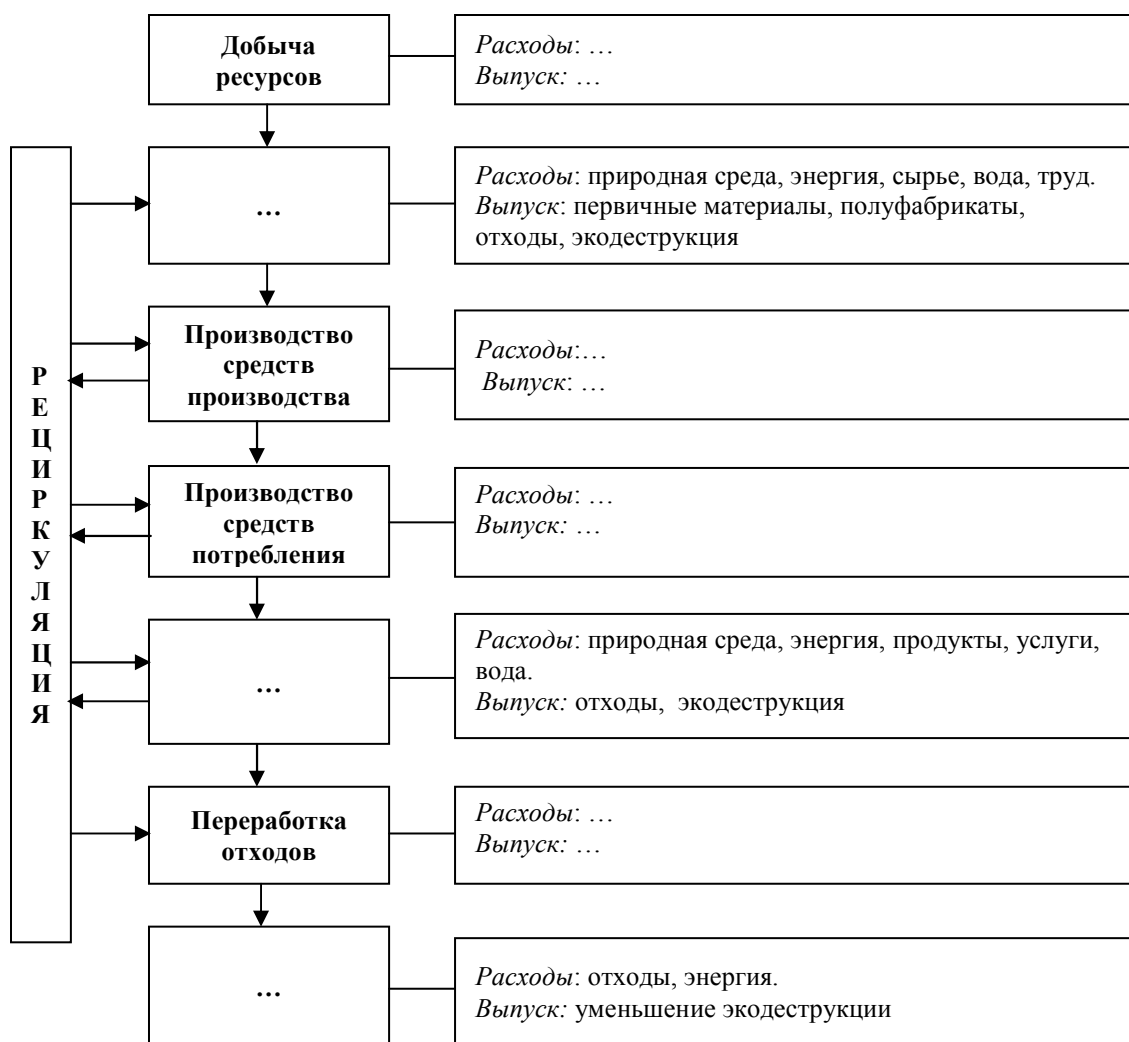 Добыча
ресурсов
Расходы: …
Выпуск: …
…
Расходы: природная среда, энергия, сырье, вода, труд.
Выпуск: первичные материалы, полуфабрикаты,
отходы, экодеструкция
Производство
средств
производства
Расходы:…
Выпуск: …
Производство
средств
потребления
Расходы: …
Выпуск: …
…
Расходы: природная среда, энергия, продукты, услуги,
вода.
Выпуск: отходы, экодеструкция
Переработка
отходов
Расходы: …
Выпуск: …
…
Расходы: отходы, энергия.
Выпуск: уменьшение экодеструкции
Р
Е
Ц
И
Р
К
У
Л
Я
Ц
И
Я